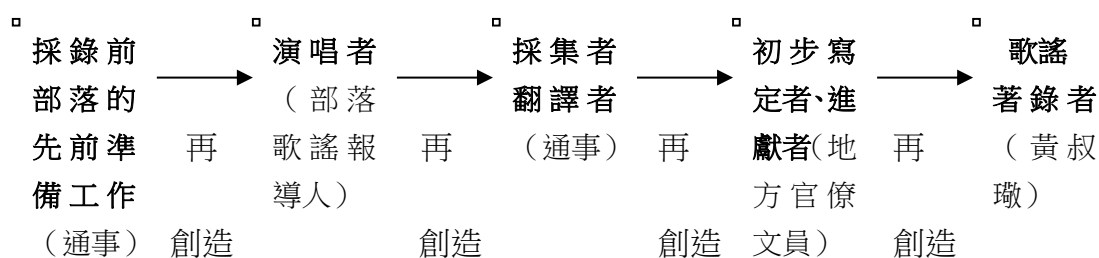 採錄前部落的先前準備工作（通事）
再創造
演唱者（部落歌謠報導人）
再創造
採集者翻譯者（通事）
再創造
初步寫定者、進獻者（地方官僚文員）
再創造
歌謠著錄者（黃叔璥）